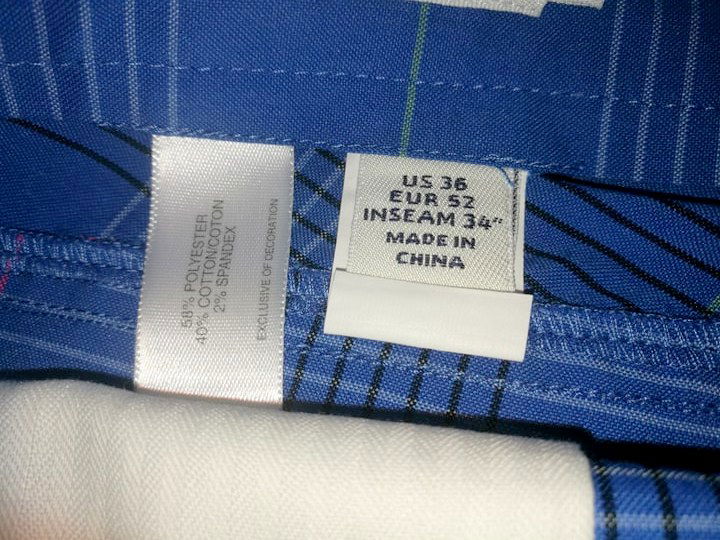 58% POLYESTER
40% COTTON/COTON
2% SPANDEX
EXCLUSIVE OF DECORATION
US 36
EUR 52
INSEAM 34"
MADE IN
CHINA